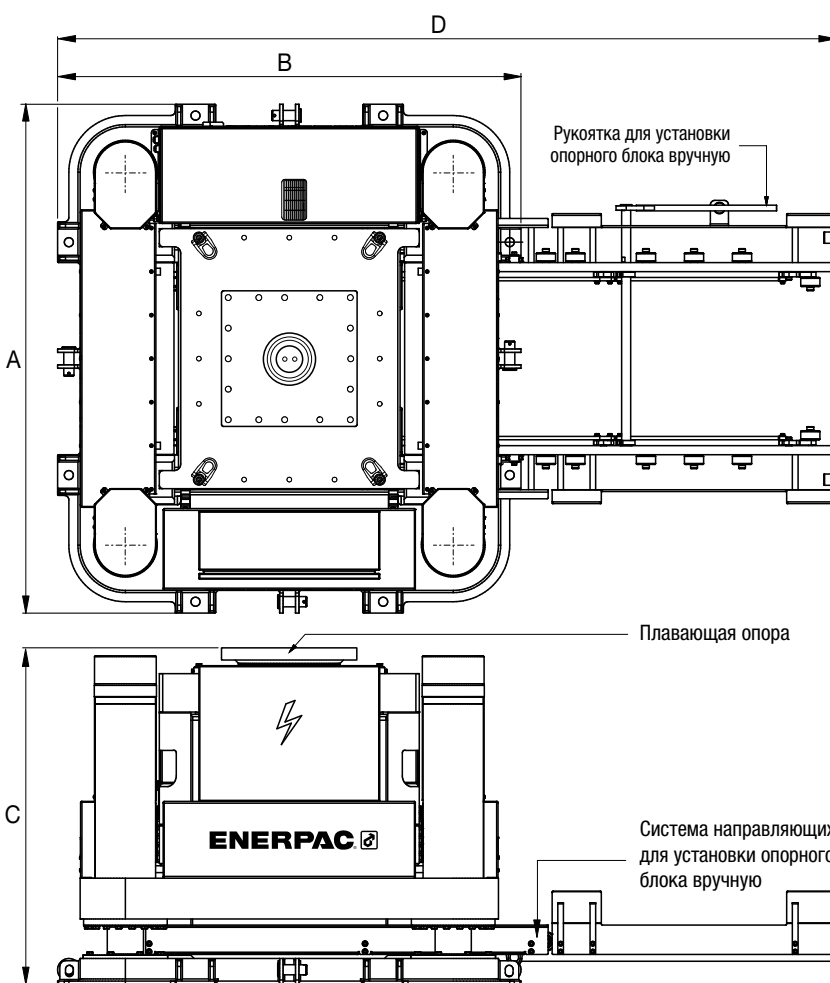 D
B
Рукоятка для установки
опорного блока вручную
A
Плавающая опора
C
ENERPAC
Система направляющих
для установки опорного
блока вручную